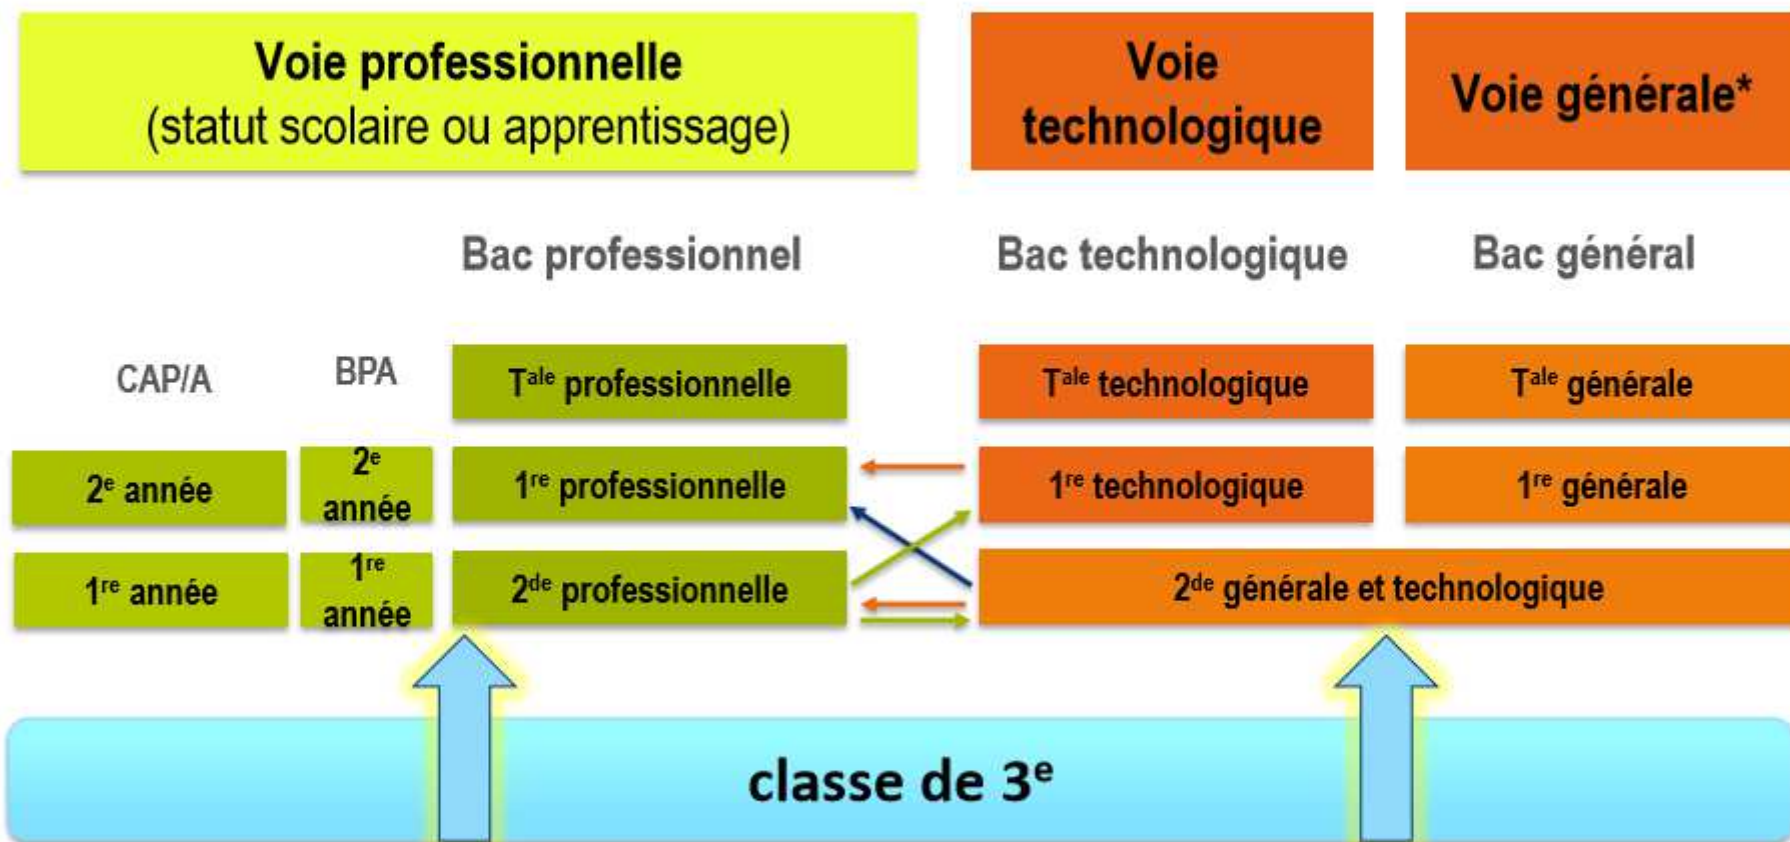 Voie professionnelle
(statut scolaire ou apprentissage)
Voie
technologique
Voie générale*
Bac professionnel
Bac technologique
Bac général
CAP/A
BPA
Tale professionnelle
Tale technologique
Tale générale
2e année
2e
année
1re professionnelle
1re technologique
1re générale
1re année
1re
année
2de professionnelle
2de générale et technologique
classe de 3e